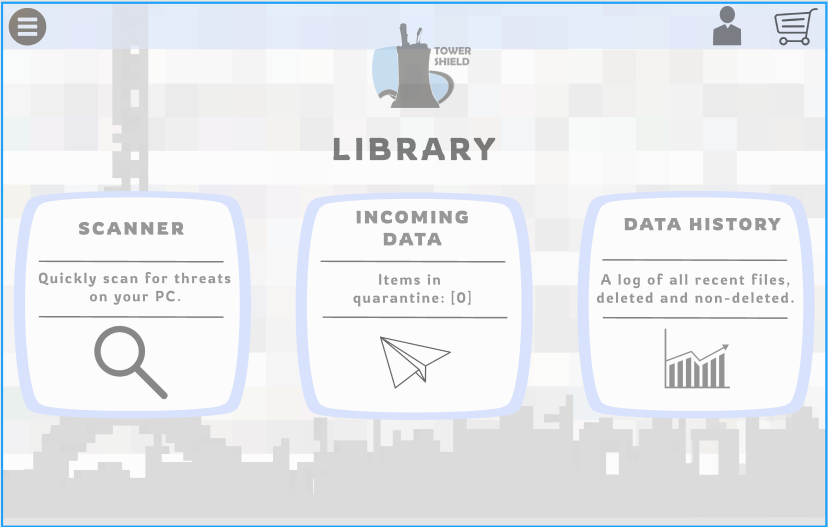 TOWER
SHIELD
LIBRARY
SCANNER
Quickly scan for threats
on your PC.
INCOMING
DATA
Items in
quarantine: [0]
DATA HISTORY
A log of all recent files,
deleted and non-deleted.